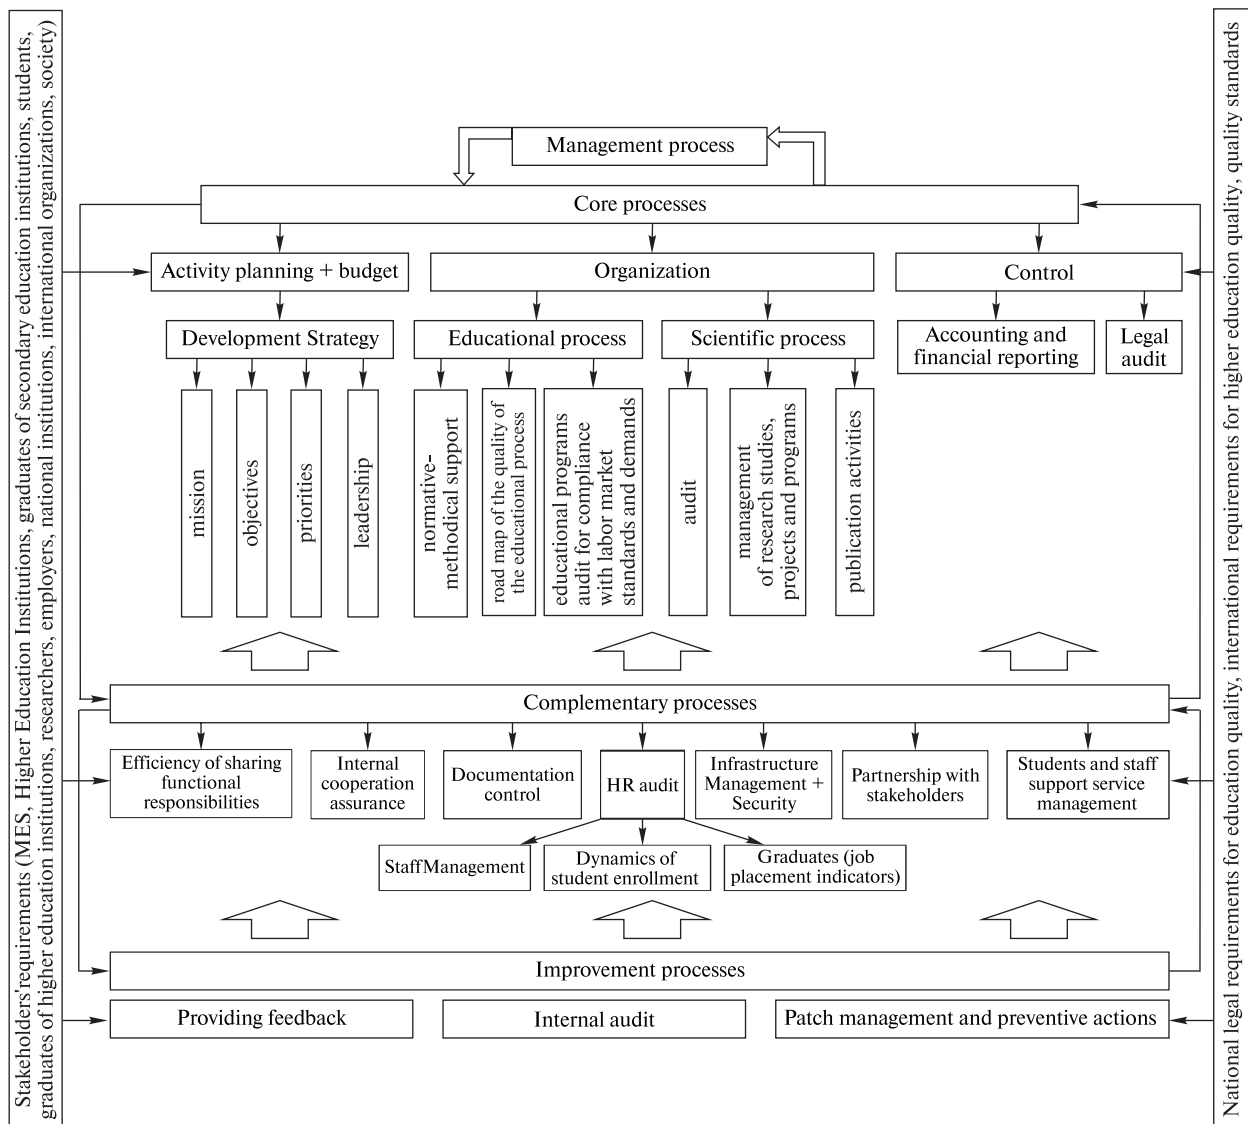 Stakeholders'requirements (MES, Higher Education Institutions, graduates of secondary education institutions, students,
graduates of higher education institutions, researchers, employers, national institutions, international organizations, society)
Management process
Core processes
Activity planning + budget
Organization
Control
Development Strategy
Educational process
Scientific process
Accounting and
financial reporting
Legal
audit
mission
objectives
priorities
leadership
normative-
methodical support
road map of the quality of
the educational process
educational programs
audit for compliance
with labor market
standards and demands
audit
management
of research studies,
projects and programs
publication activities
Complementary processes
Efficiency of sharing
functional
responsibilities
Internal
cooperation
assurance
Documentation
control
HR audit
Infrastructure
Management +
Security
Partnership with
stakeholders
Students and staff
support service
management
StaffManagement
Dynamics of
student enrollment
Graduates (job
placement indicators)
Improvement processes
Providing feedback
Internal audit
Patch management and preventive actions
National legal requirements for education quality, international requirements for higher education quality, quality standards